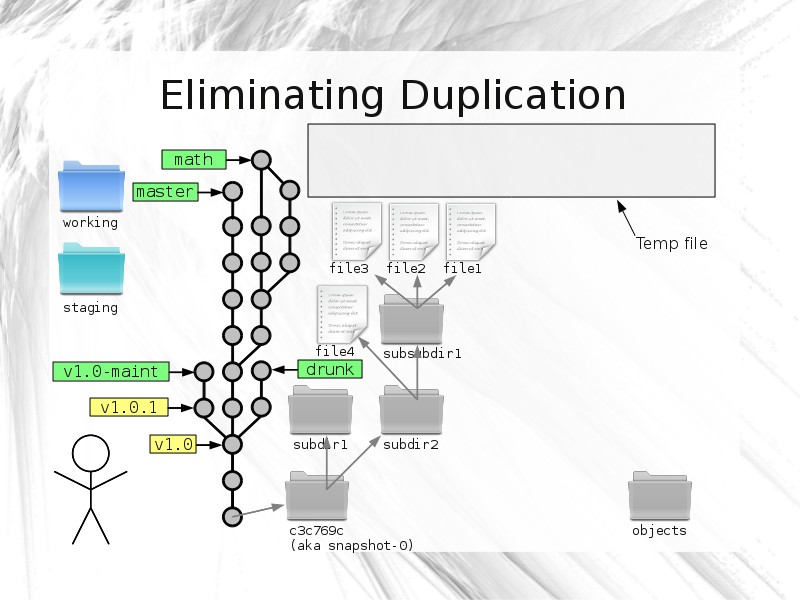 Eliminating Duplication
math
master
working
staging
file3
file2
file1
Temp file
file4
subsubdir1
v1.0-maint
drunk
v1.0.1
v1.0
subdir1
subdir2
c3c769c
(aka snapshot-0)
objects